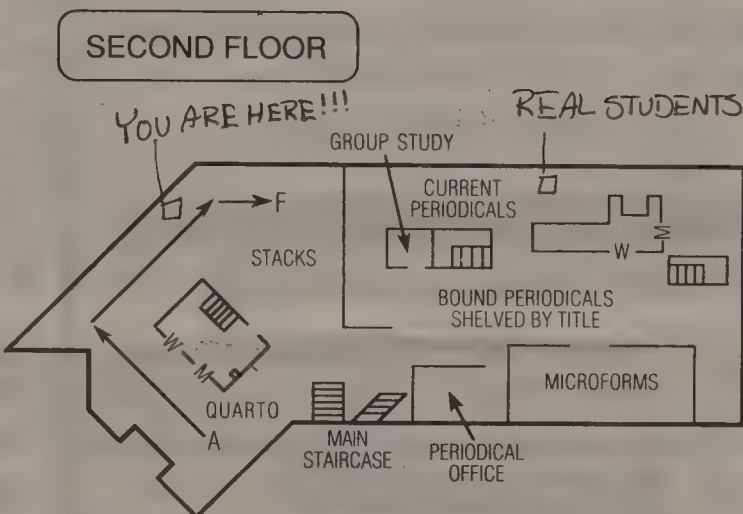 SECOND FLOOR
YOU ARE HERE!!!
REAL STUDENTS
GROUP STUDY
CURRENT
PERIODICALS
F
STACKS
M
W
BOUND PERIODICALS
SHELVED BY TITLE
W
M
MICROFORMS
QUARTO
A
MAIN
STAIRCASE
PERIODICAL
OFFICE